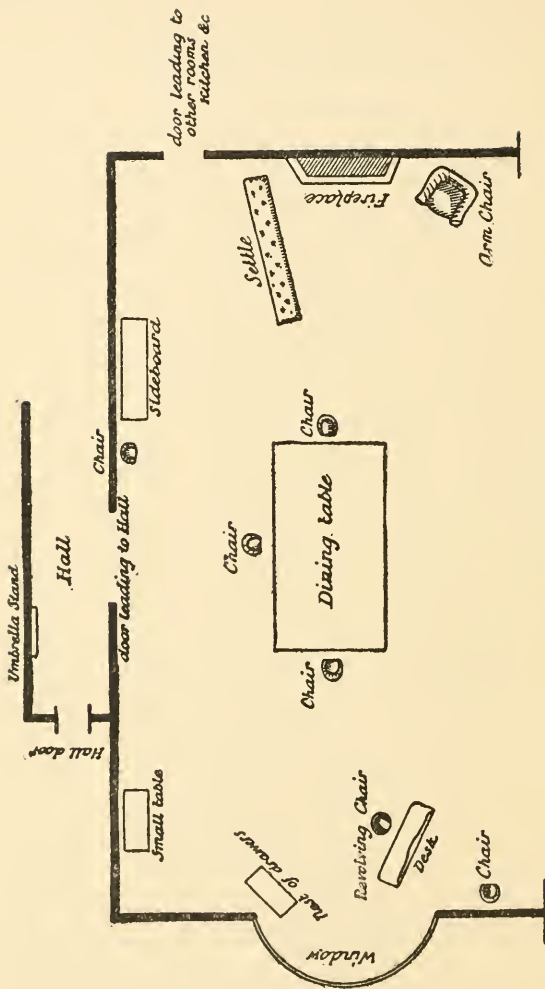 door leading to
other rooms
Kitchen &c
Umbrella Stand
Hall
Hall door
door leading to Hall
Chair
Sideboard
Settle
Fireplace
Arm Chair
Small table
Chair
Chair
Dining table
Chair
Nest of drawers
Revolving Chair
Desk
Window
Chair